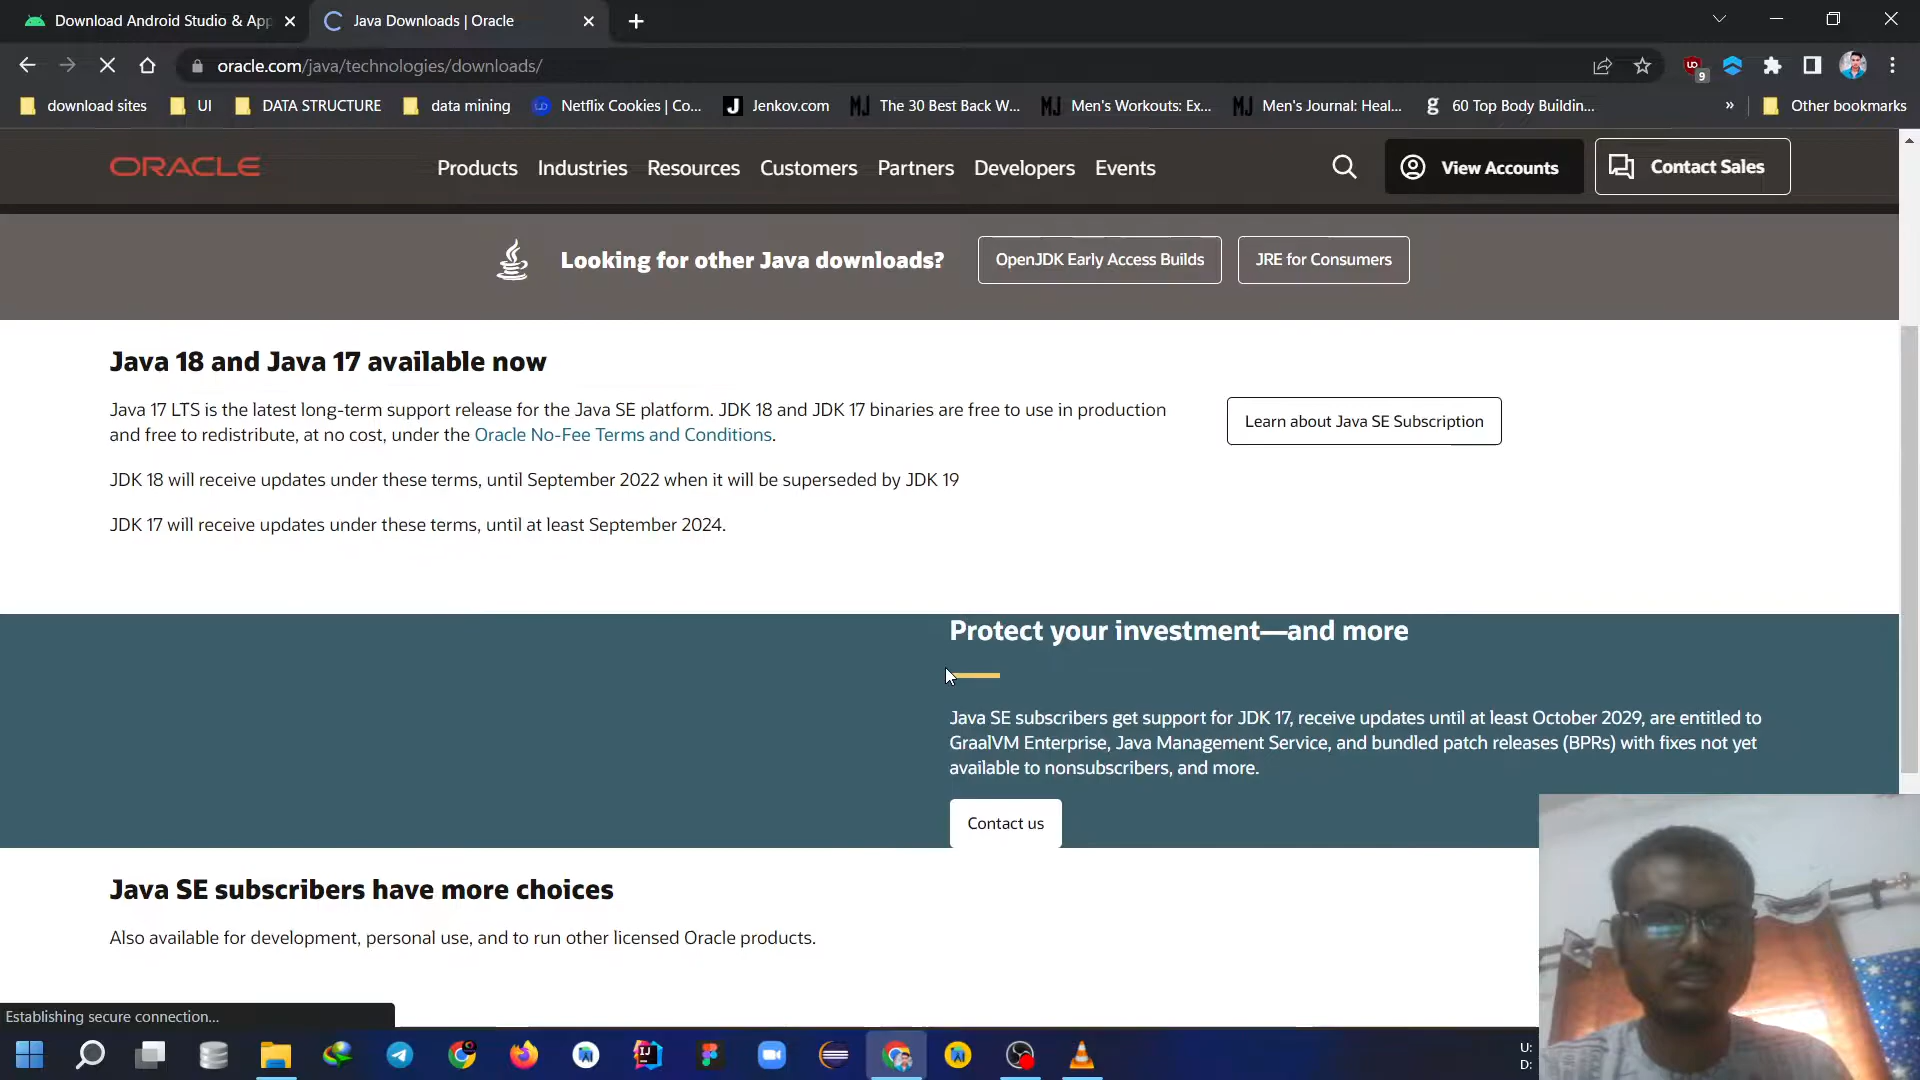 Download Android Studio & App
Java Downloads | Oracle
oracle.com/java/technologies/downloads/
9
download sites
UI
DATA STRUCTURE
data mining
Netflix Cookies | Co...
Jenkov.com
The 30 Best Back W...
Men's Workouts: Ex...
Men's Journal: Heal...
60 Top Body Buildin...
»
Other bookmarks
ORACLE
Products
Industries
Resources
Customers
Partners
Developers
Events
View Accounts
Contact Sales
Looking for other Java downloads?
OpenJDK Early Access Builds
JRE for Consumers
Java 18 and Java 17 available now
Java 17 LTS is the latest long-term support release for the Java SE platform. JDK 18 and JDK 17 binaries are free to use in production
and free to redistribute, at no cost, under the Oracle No-Fee Terms and Conditions.
Learn about Java SE Subscription
JDK 18 will receive updates under these terms, until September 2022 when it will be superseded by JDK 19
JDK 17 will receive updates under these terms, until at least September 2024.
Protect your investment—and more
Java SE subscribers get support for JDK 17, receive updates until at least October 2029, are entitled to
GraalVM Enterprise, Java Management Service, and bundled patch releases (BPRs) with fixes not yet
available to nonsubscribers, and more.
Contact us
Java SE subscribers have more choices
Also available for development, personal use, and to run other licensed Oracle products.
Establishing secure connection...
U:
D: